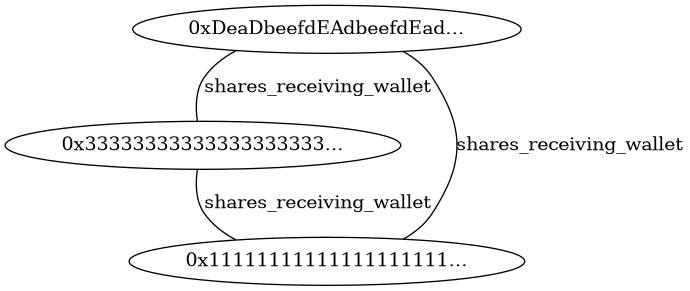 0xDeaDbeefdEAdbeefdEad...
shares_receiving_wallet
shares_receiving_wallet
0x33333333333333333333...
shares_receiving_wallet
0x11111111111111111111...